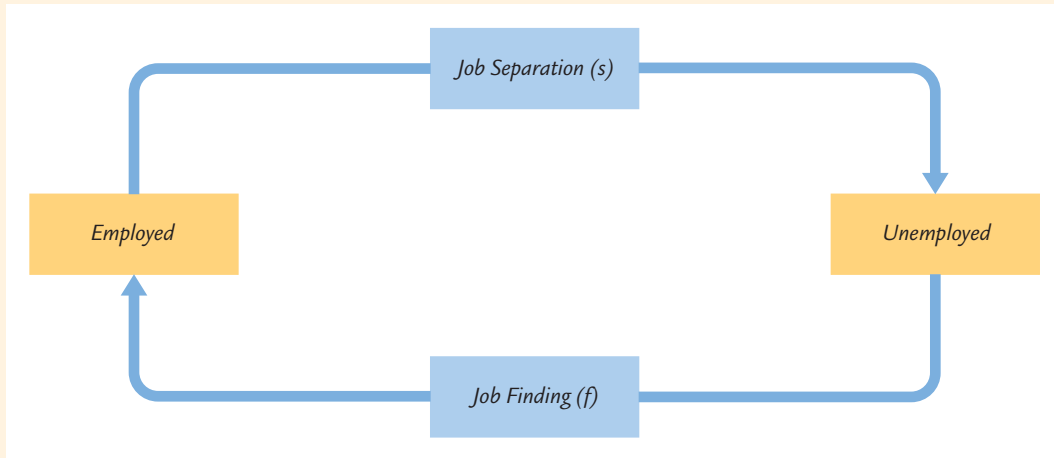 Job Separation (s)
Employed
Unemployed
Job Finding (f)